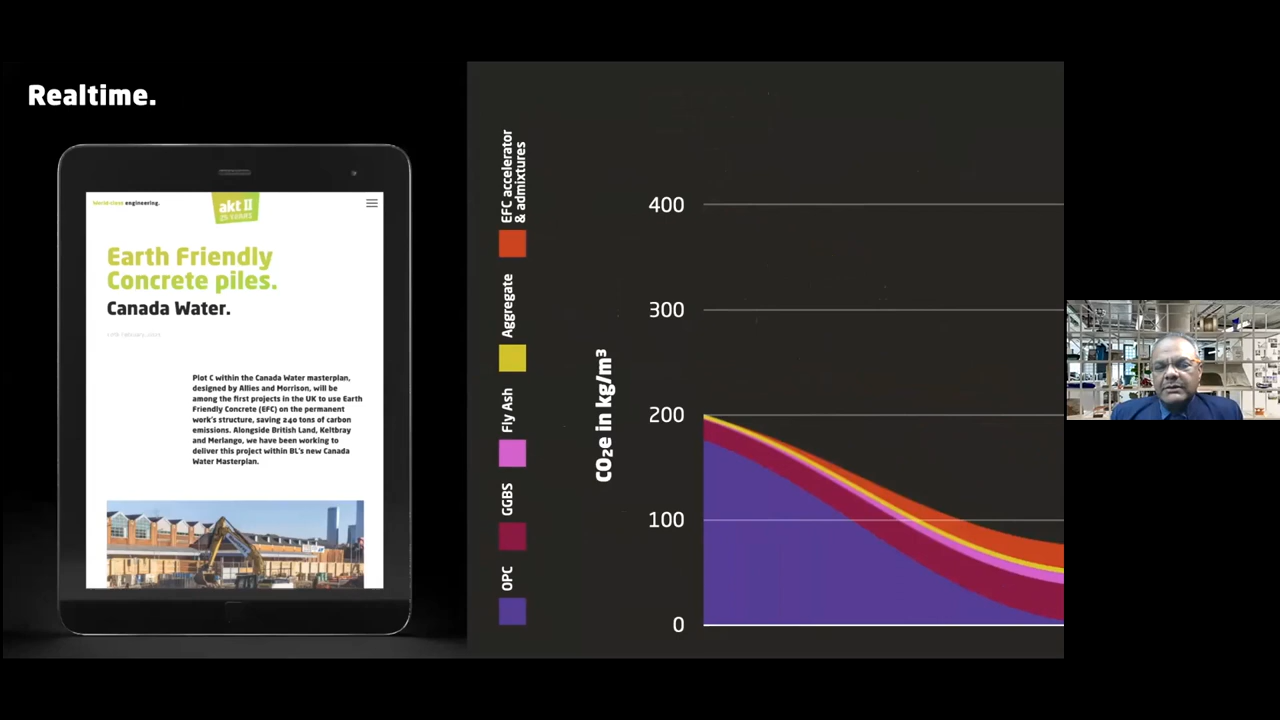 Realtime.
World class engineering.
akt II
25 YEARS
Earth Friendly
Concrete piles.
Canada Water.
Plot C within the Canada Water masterplan,
designed by Allies and Morrison, will be
among the first projects in the UK to use Earth
Friendly Concrete (EFC) on the permanent
work's structure, saving 240 tons of carbon
emissions. Alongside British Land, Keltbray
and Merlango, we have been working to
deliver this project within BL's new Canada
Water Masterplan.
EFC accelerator
& admixtures
Aggregate
Fly Ash
GGBS
OPC
CO₂e in kg/m³
400
300
200
100
0